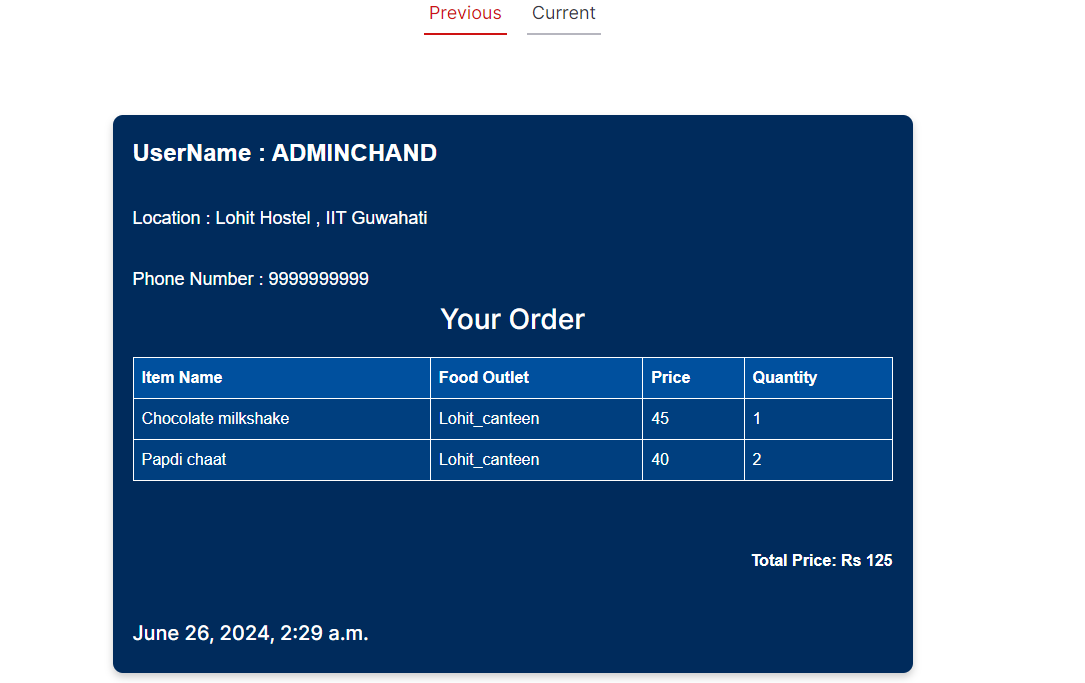 Previous Current
UserName : ADMINCHAND
Location : Lohit Hostel , IIT Guwahati
Phone Number : 9999999999
Your Order
Item Name Food Outlet Price Quantity
Chocolate milkshake Lohit_canteen 45 1
Papdi chaat Lohit_canteen 40 2
Total Price: Rs 125
June 26, 2024, 2:29 a.m.